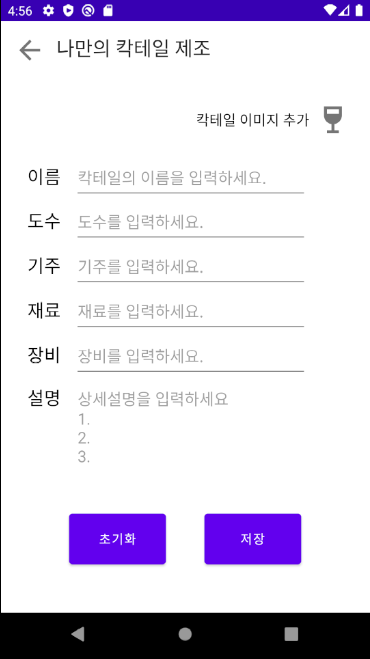 4:56
나만의 칵테일 제조
칵테일 이미지 추가
이름 칵테일의 이름을 입력하세요.
도수 도수를 입력하세요.
기주 기주를 입력하세요.
재료 재료를 입력하세요.
장비 장비를 입력하세요.
설명 상세설명을 입력하세요
1.
2.
3.
초기화 저장